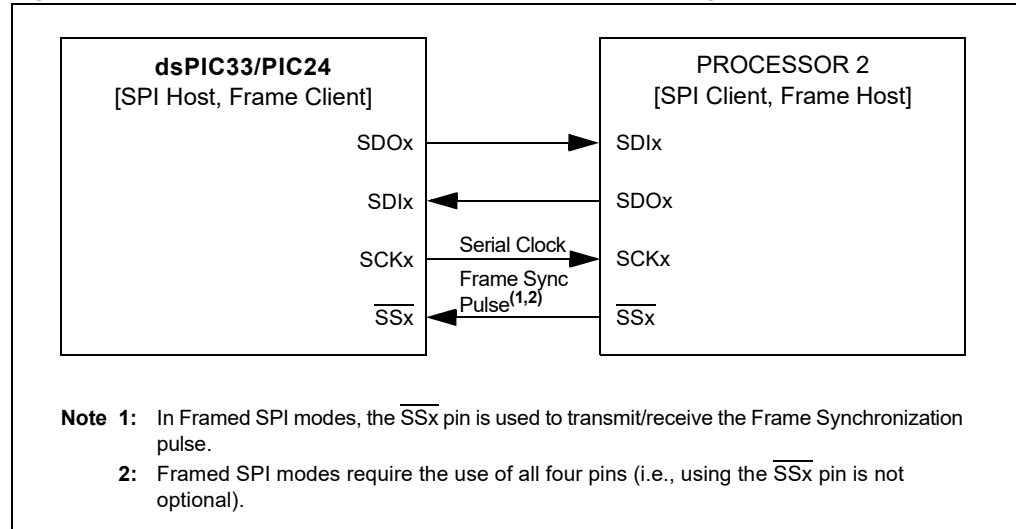 dsPIC33/PIC24
[SPI Host, Frame Client]
PROCESSOR 2
[SPI Client, Frame Host]
SDOx
SDIx
SDIx
SDOx
SCKx
Serial Clock
SCKx
Frame Sync
Pulse(1,2)
SSx
SSx
Note 1: In Framed SPI modes, the SSx pin is used to transmit/receive the Frame Synchronization
pulse.
2: Framed SPI modes require the use of all four pins (i.e., using the SSx pin is not
optional).